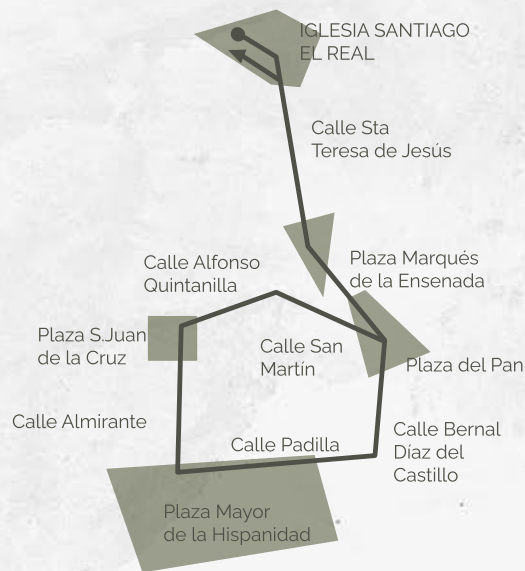 IGLESIA SANTIAGO
EL REAL
Calle Sta
Teresa de Jesús
Plaza Marqués
de la Ensenada
Calle Alfonso
Quintanilla
Plaza S.Juan
de la Cruz
Calle San
Martín
Plaza del Pan
Calle Almirante
Calle Padilla
Calle Bernal
Díaz del
Castillo
Plaza Mayor
de la Hispanidad